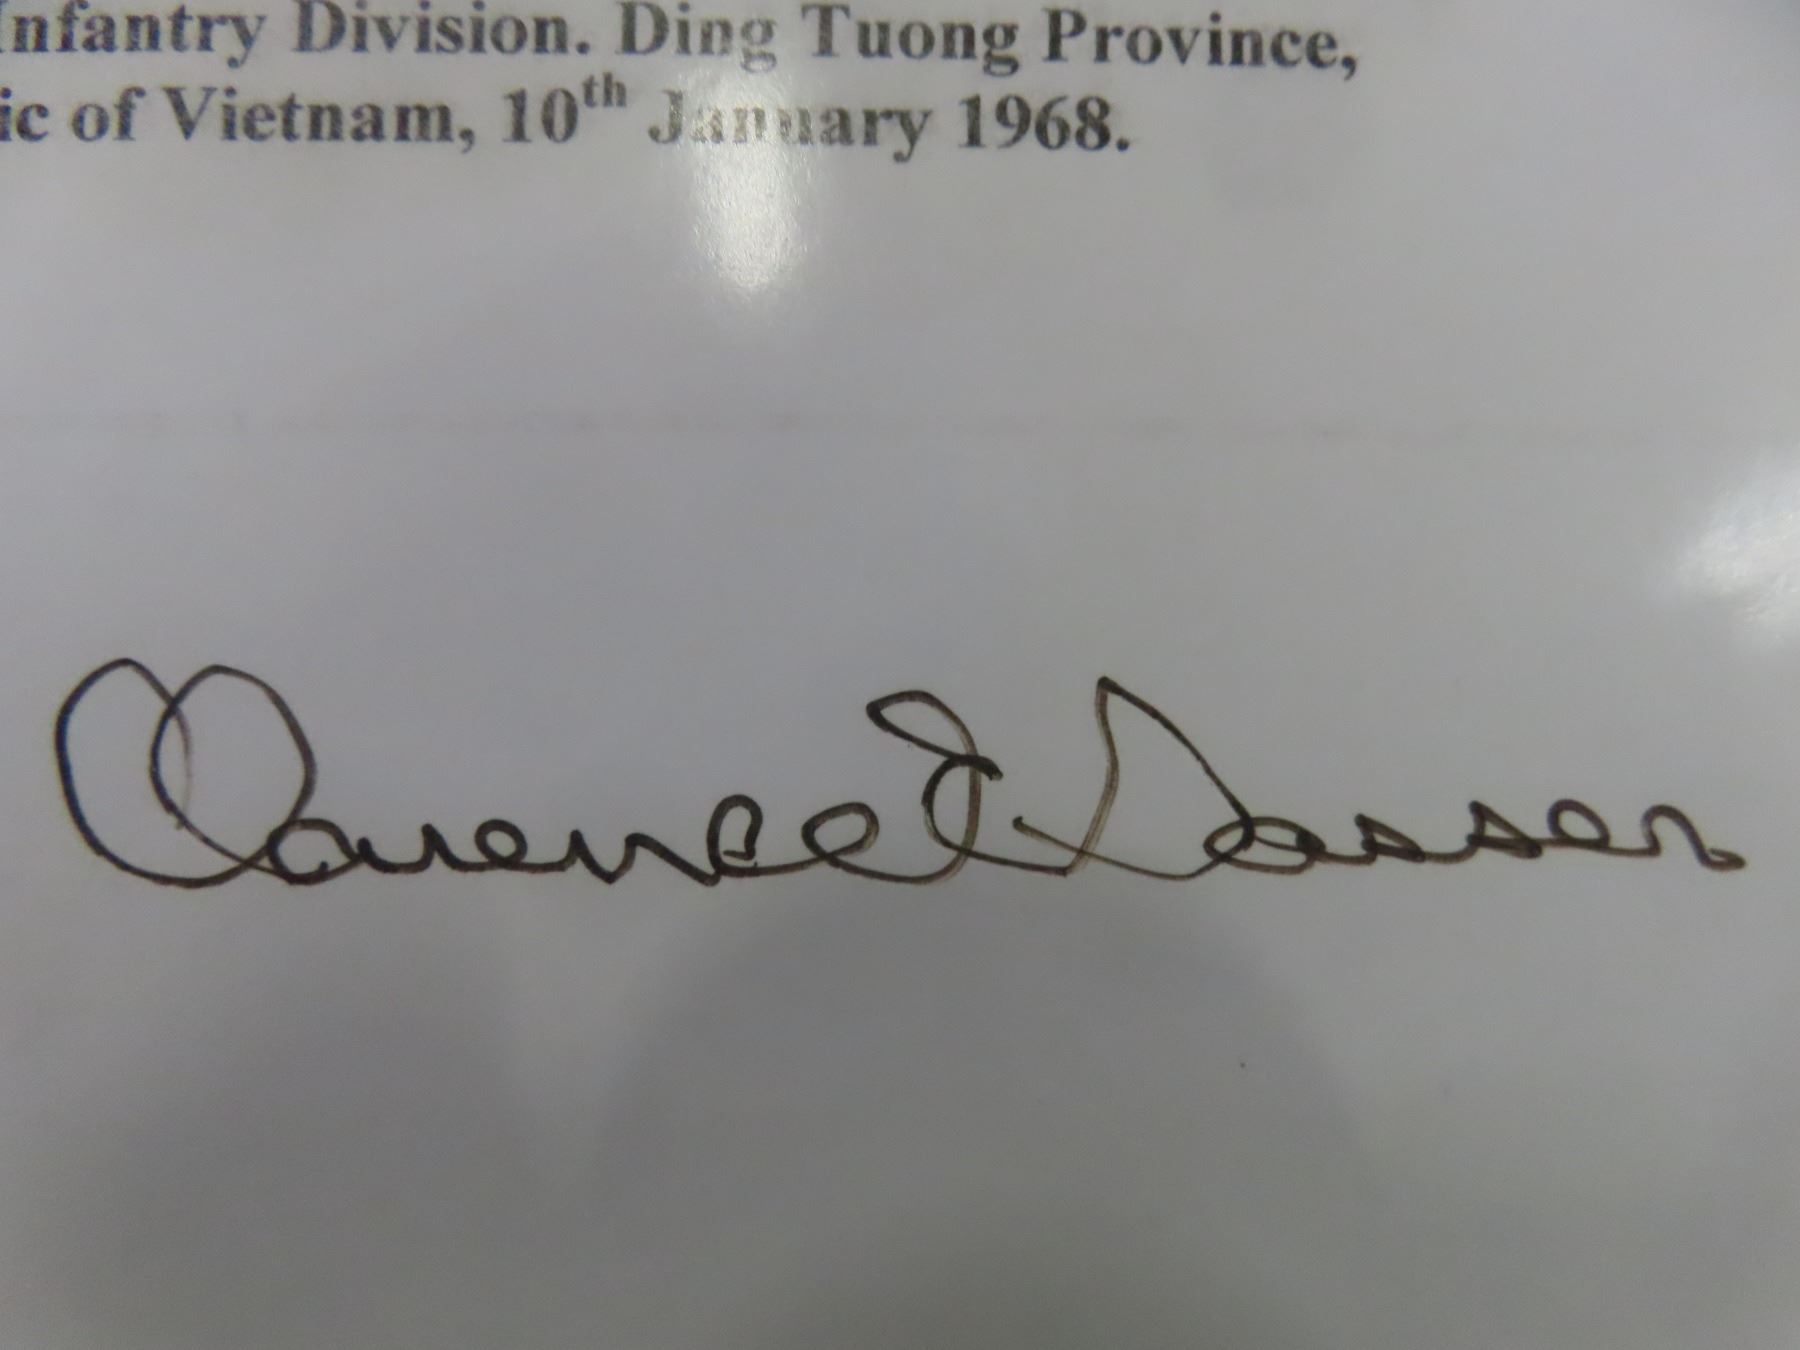 Infantry Division. Ding Tuong Province,
ic of Vietnam, 10th January 1968.
Clarence E Sasser